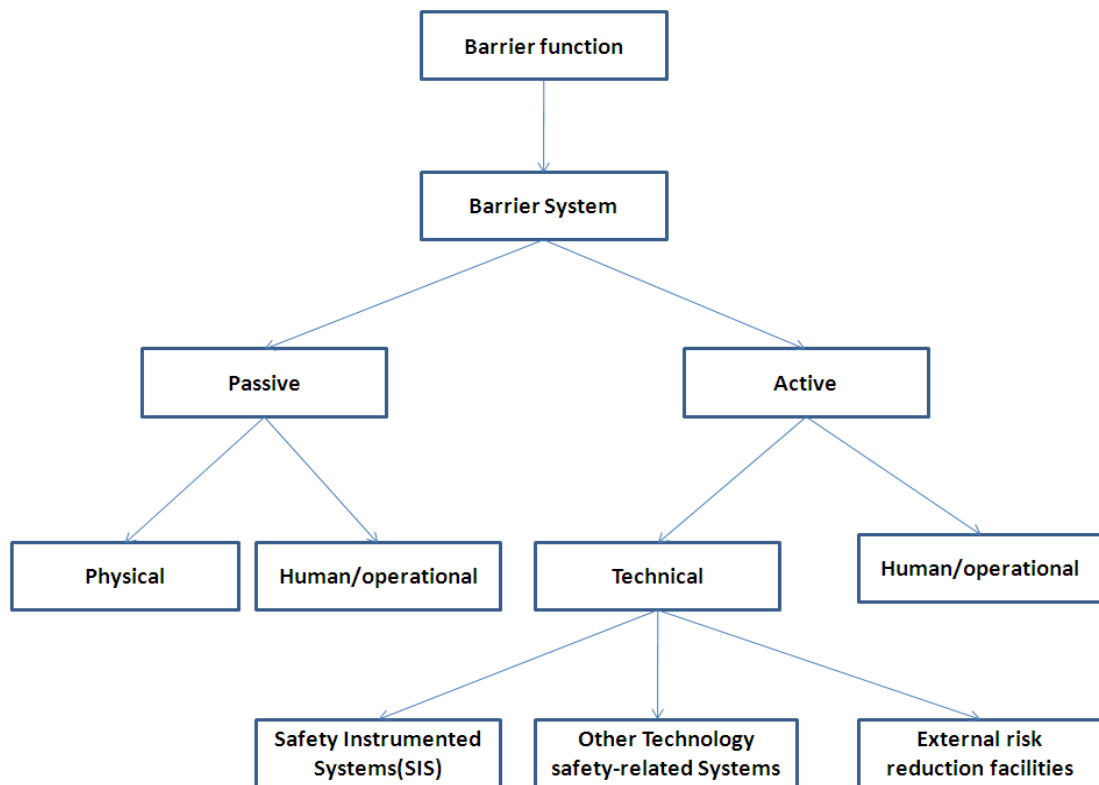 Barrier function
Barrier System
Passive
Active
Physical
Human/operational
Technical
Human/operational
Safety Instrumented
Systems(SIS)
Other Technology
safety-related Systems
External risk
reduction facilities